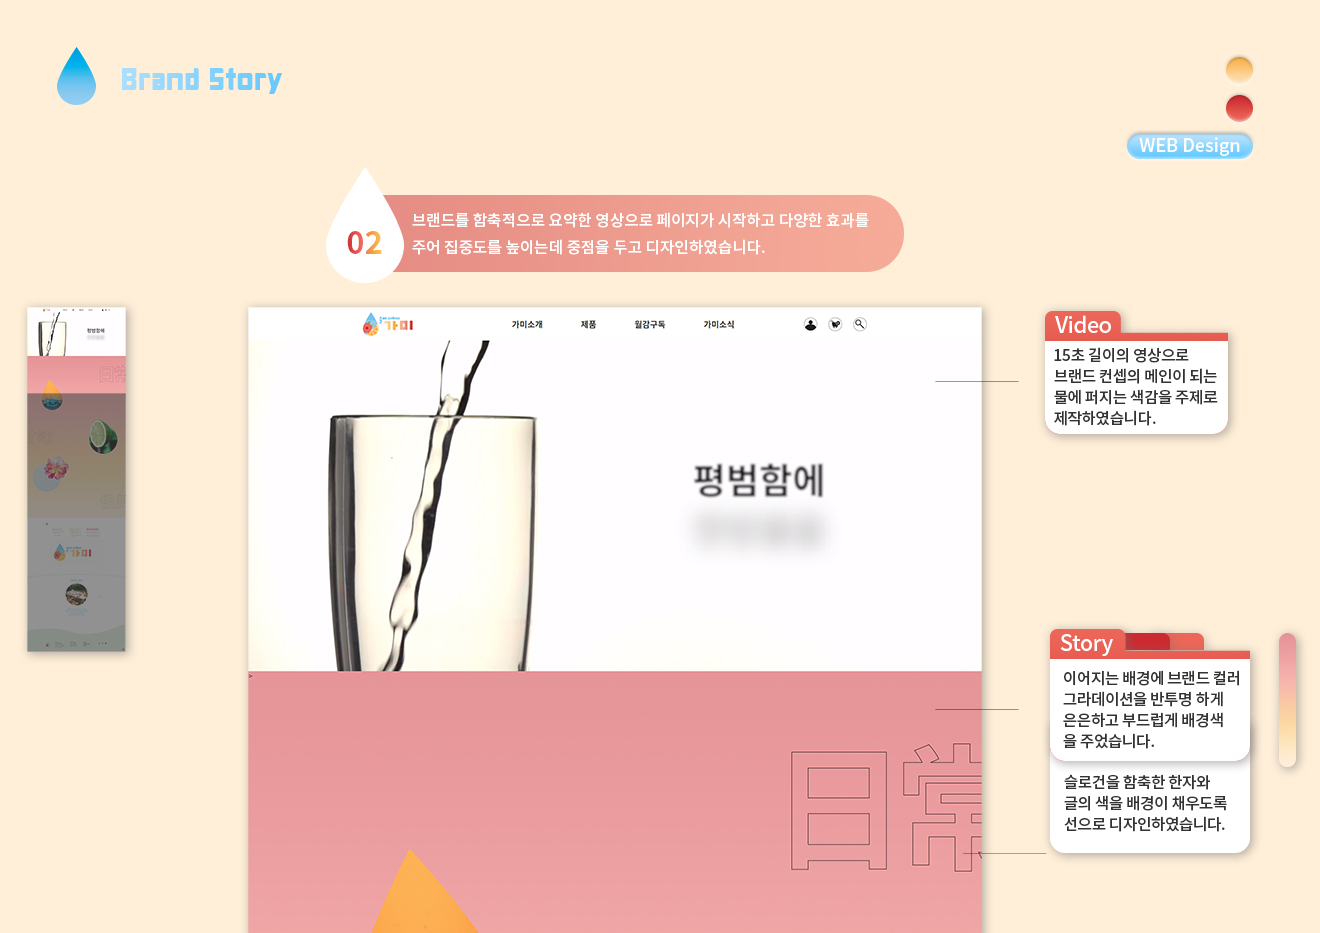 Brand Story
WEB Design
02
브랜드를 함축적으로 요약한 영상으로 페이지가 시작하고 다양한 효과를
주어 집중도를 높이는데 중점을 두고 디자인하였습니다.
가미
가미소개 제품 월감구독 가미소식
평범함에
日常
Video
15초 길이의 영상으로
브랜드 컨셉의 메인이 되는
물에 퍼지는 색감을 주제로
제작하였습니다.
Story
이어지는 배경에 브랜드 컬러
그라데이션을 반투명 하게
은은하고 부드럽게 배경색
을 주었습니다.
슬로건을 함축한 한자와
글의 색을 배경이 채우도록
선으로 디자인하였습니다.